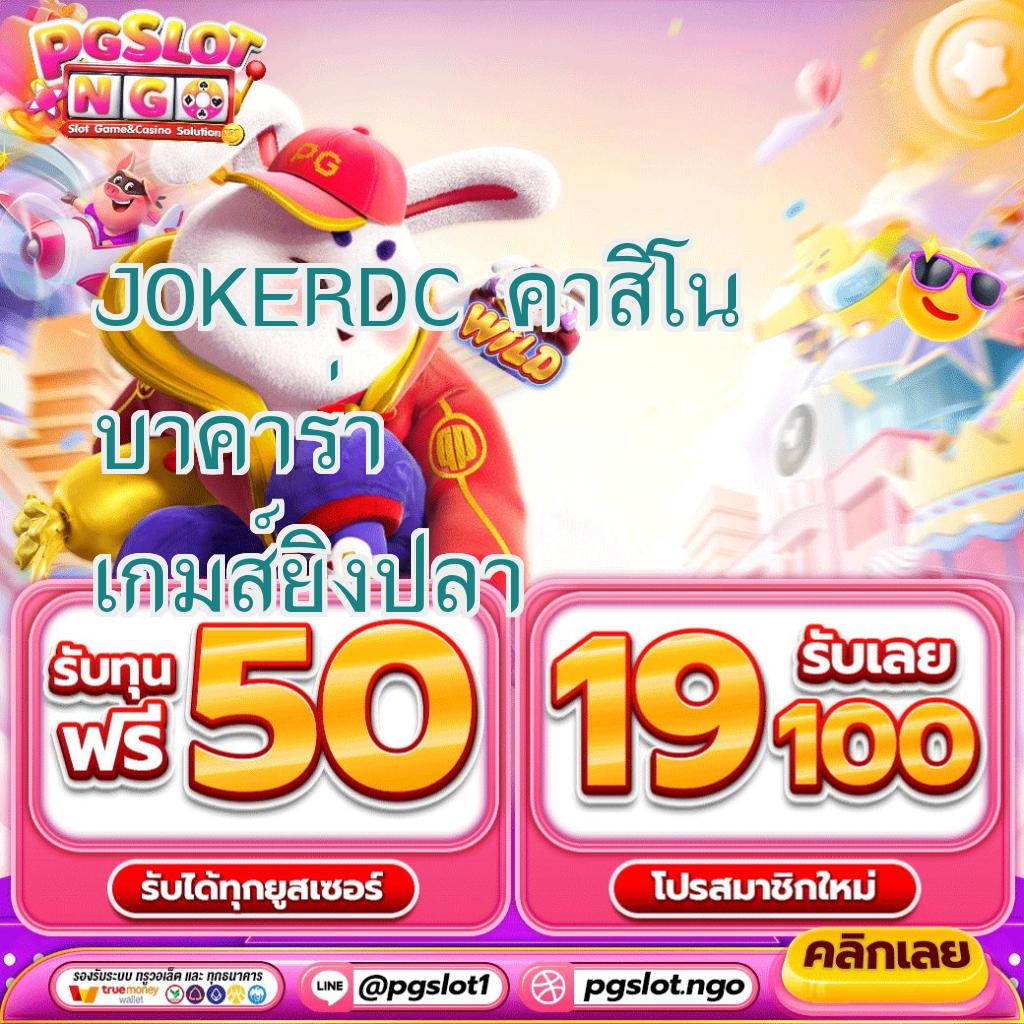 PGSLOT
NGO
Slot Game&Casino Solution
PG
WILD
JOKERDC คาสิโน
บาคาร่า
เกมส์ยิงปลา
รับทุน
ฟรี
50
19
รับเลย
100
รับได้ทุกยูสเซอร์
โปรสมาชิกใหม่
คลิกเลย
รองรับระบบ ทรูวอเล็ต และ ทุกธนาคาร
truemoney
wallet
LINE
@pgslot1
pgslot.ngo